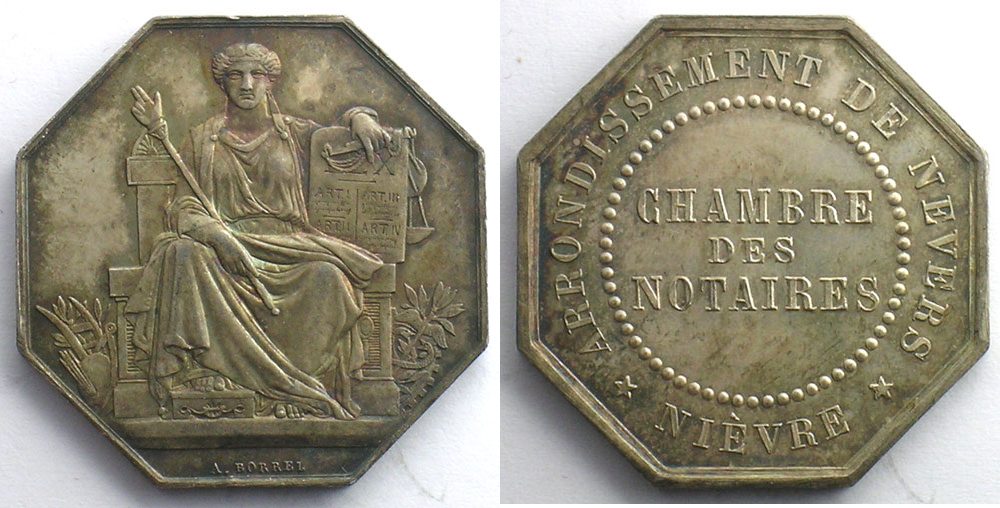 ART.I
ART.III
ART.II
ART.IV
A. BORREL
ARRONDISSEMENT DE NEVERS
CHAMBRE
DES
NOTAIRES
★ NIÈVRE ★